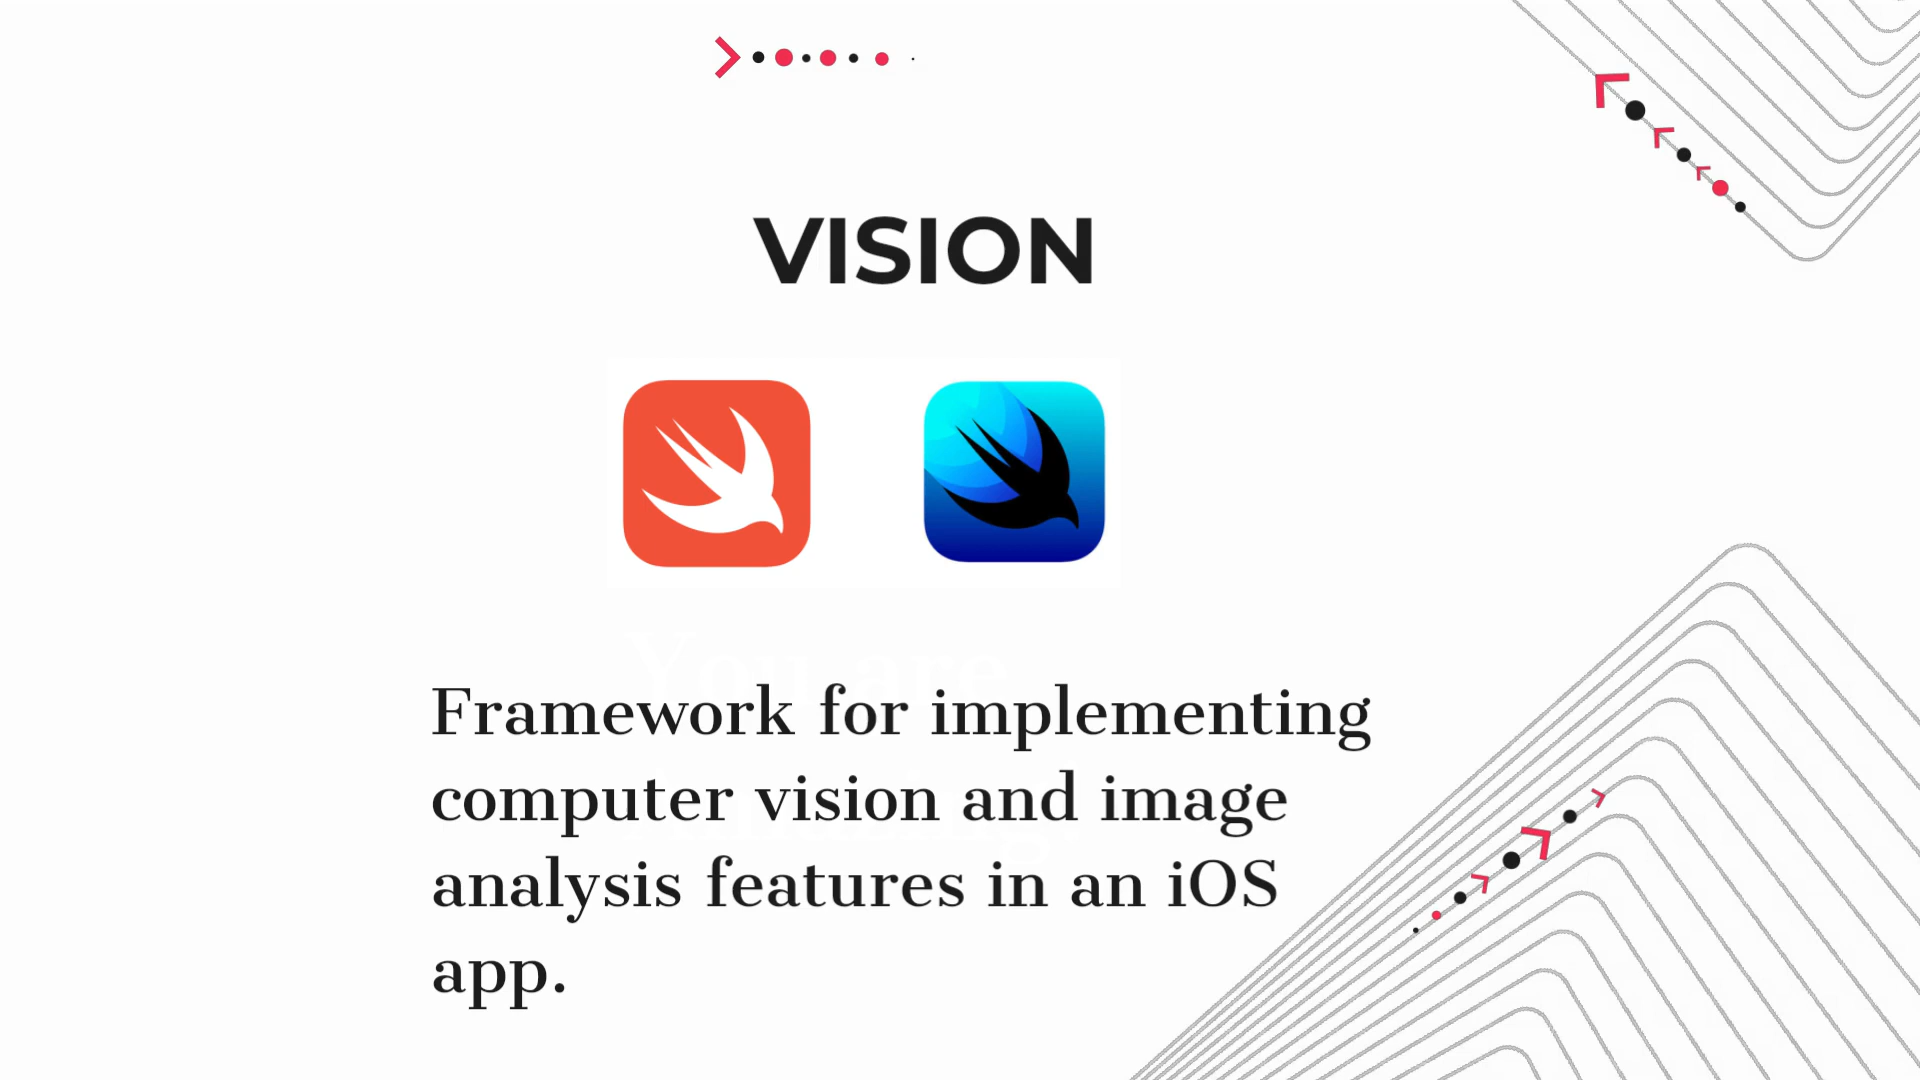 VISION
Framework for implementing
computer vision and image
analysis features in an iOS
app.